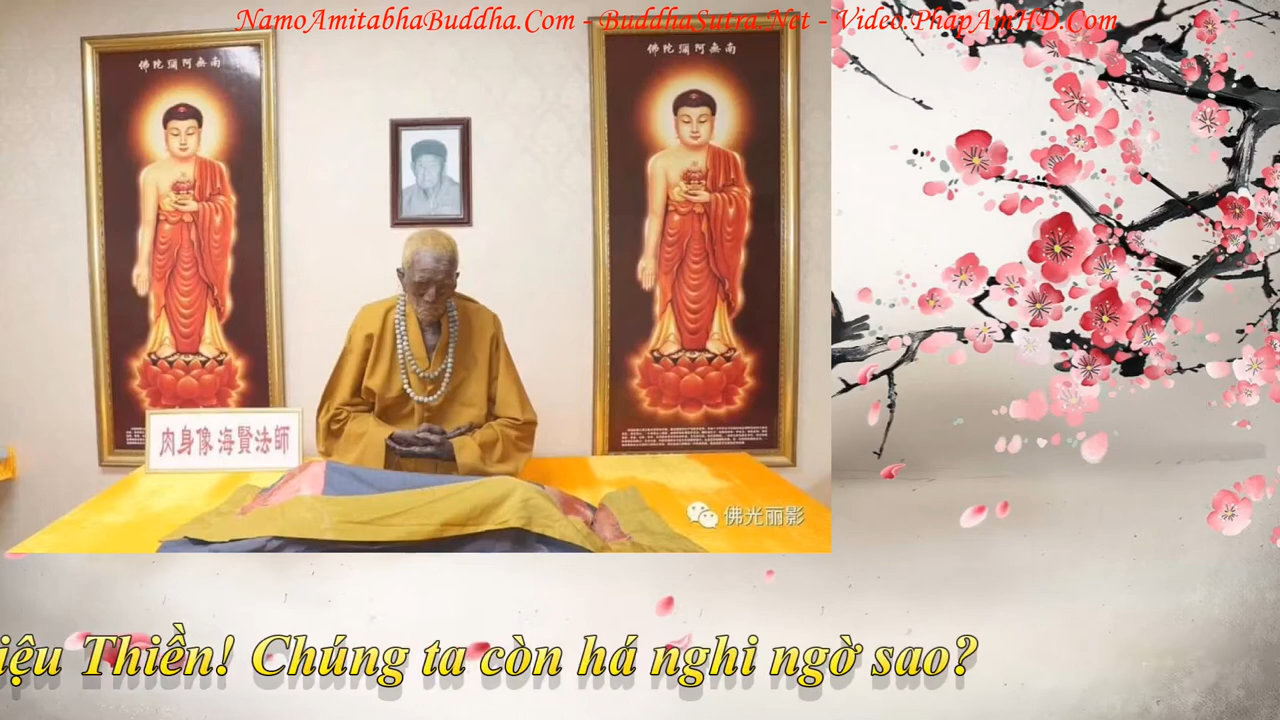 NamoAmitabhaBuddha.Com - BuddhaSutra.Net - Video.PhapAmHD.Com
佛陀彌阿無南
佛陀彌阿無南
肉身像 海賢法師
佛光丽影
iệu Thiền! Chúng ta còn há nghi ngờ sao?